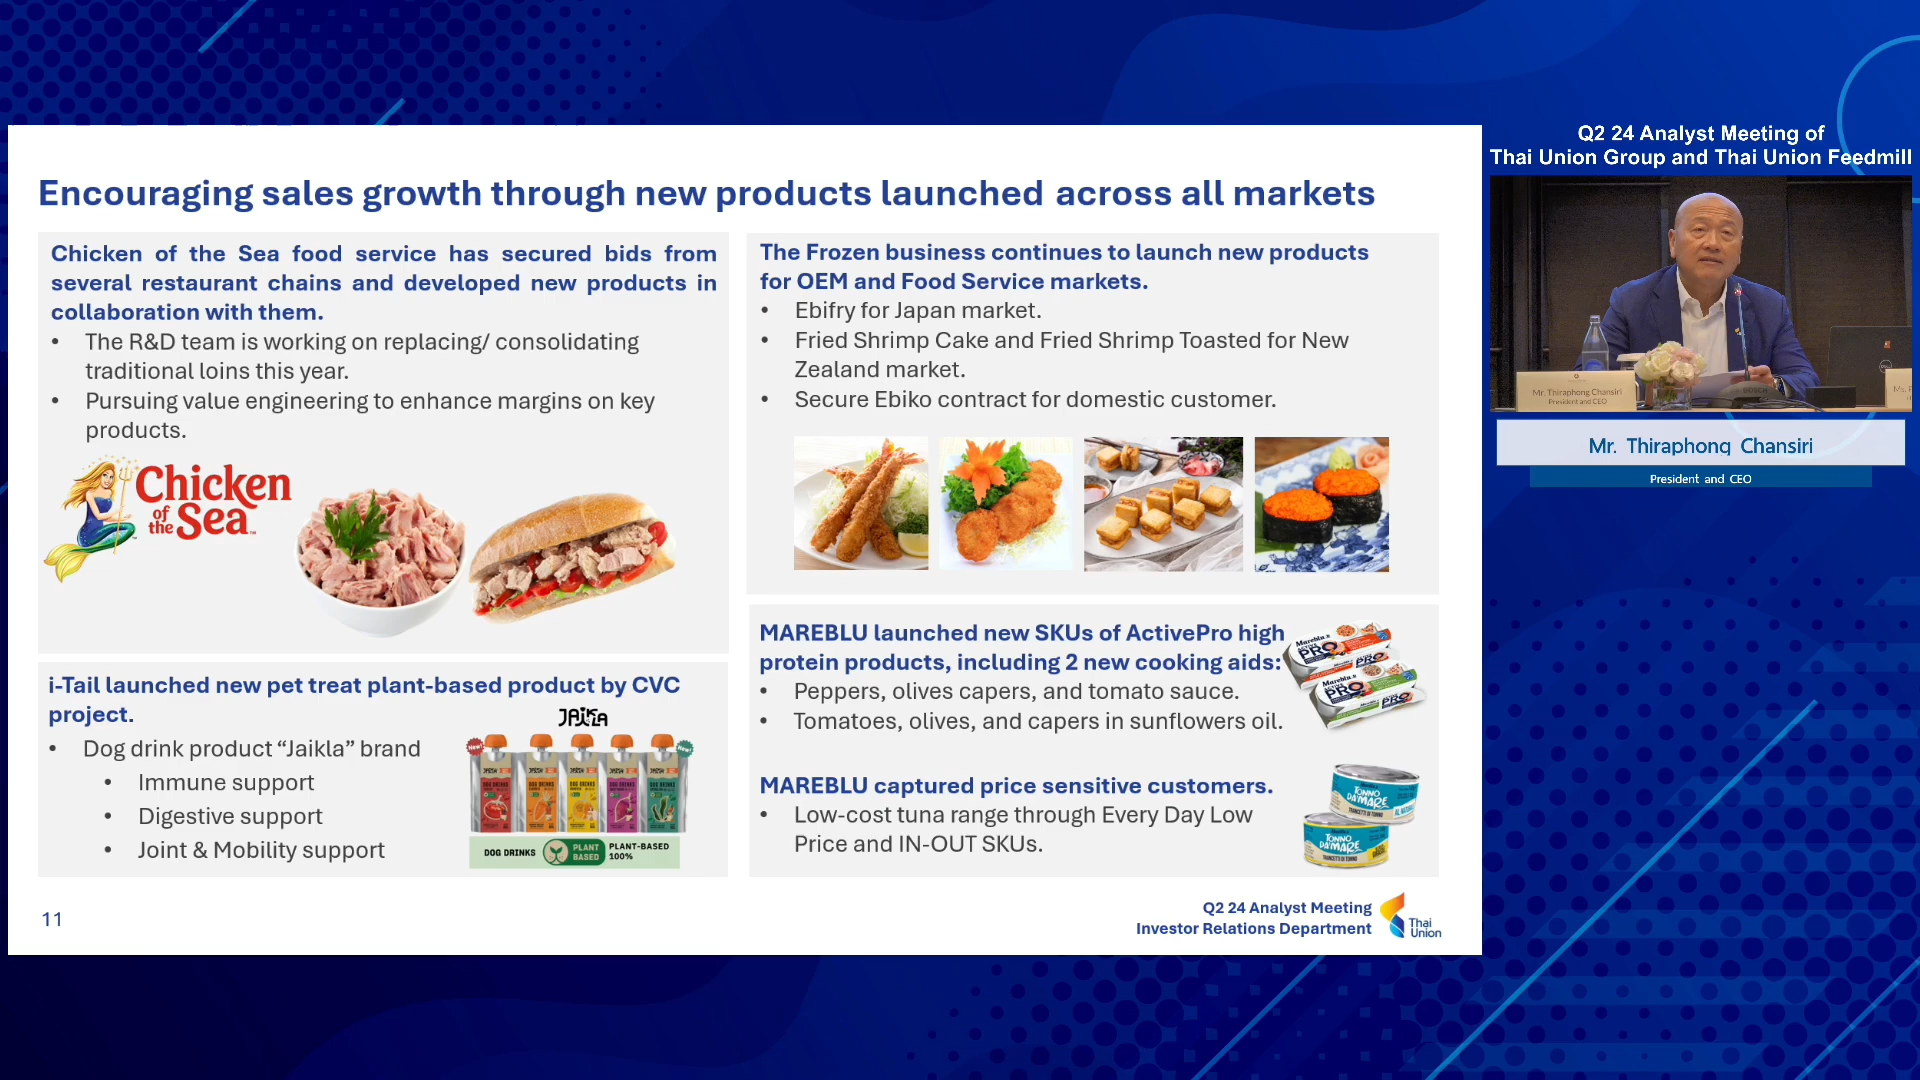 Encouraging sales growth through new products launched across all markets
Chicken of the Sea food service has secured bids from
several restaurant chains and developed new products in
collaboration with them.
• The R&D team is working on replacing/ consolidating
traditional loins this year.
• Pursuing value engineering to enhance margins on key
products.
Chicken
of
the Sea
The Frozen business continues to launch new products
for OEM and Food Service markets.
• Ebifry for Japan market.
• Fried Shrimp Cake and Fried Shrimp Toasted for New
Zealand market.
• Secure Ebiko contract for domestic customer.
i-Tail launched new pet treat plant-based product by CVC
project.
JAIKLA
• Dog drink product “Jaikla” brand
• Immune support
• Digestive support
• Joint & Mobility support
DOG DRINKS
PLANT
BASED
PLANT-BASED
100%
MAREBLU launched new SKUs of ActivePro high
protein products, including 2 new cooking aids:
• Peppers, olives capers, and tomato sauce.
• Tomatoes, olives, and capers in sunflowers oil.
Mareblu
PRO
Mareblu
PRO
MAREBLU captured price sensitive customers.
• Low-cost tuna range through Every Day Low
Price and IN-OUT SKUs.
TONNO
DA'MARE
TONNO
DA'MARE
11
Q2 24 Analyst Meeting
Investor Relations Department
Thai
Union
Q2 24 Analyst Meeting of
Thai Union Group and Thai Union Feedmill
Mr. Thiraphong Chansiri
President and CEO
Mr. Thiraphong Chansiri
President and CEO